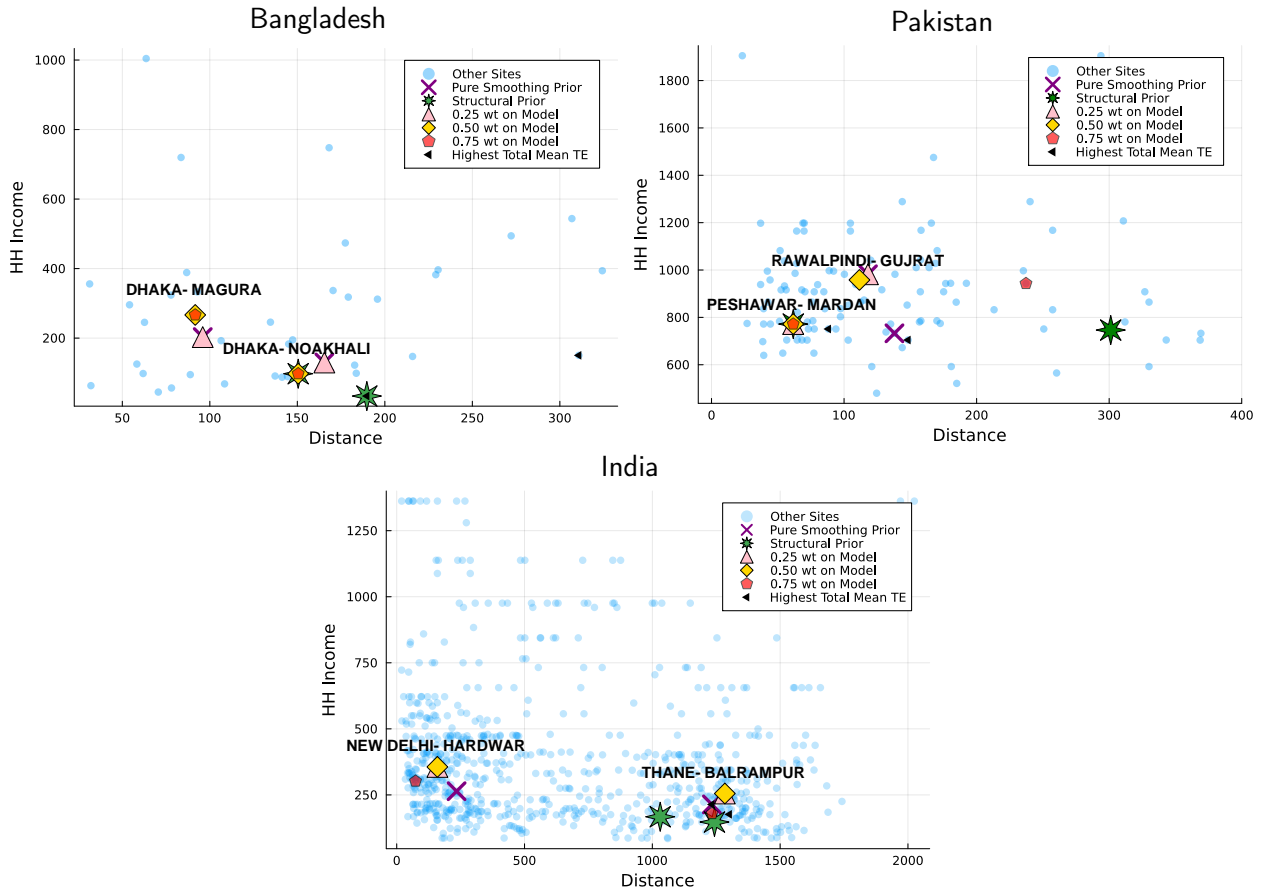 Bangladesh
1000
800
600
400
200
HH Income
50
100
150
200
250
300
Distance
Other Sites
Pure Smoothing Prior
Structural Prior
0.25 wt on Model
0.50 wt on Model
0.75 wt on Model
Highest Total Mean TE
DHAKA- MAGURA
DHAKA- NOAKHALI
Pakistan
1800
1600
1400
1200
1000
800
600
HH Income
0
100
200
300
400
Distance
Other Sites
Pure Smoothing Prior
Structural Prior
0.25 wt on Model
0.50 wt on Model
0.75 wt on Model
Highest Total Mean TE
RAWALPINDI- GUJRAT
PESHAWAR- MARDAN
India
1250
1000
750
500
250
HH Income
0
500
1000
1500
2000
Distance
Other Sites
Pure Smoothing Prior
Structural Prior
0.25 wt on Model
0.50 wt on Model
0.75 wt on Model
Highest Total Mean TE
NEW DELHI- HARDWAR
THANE- BALRAMPUR